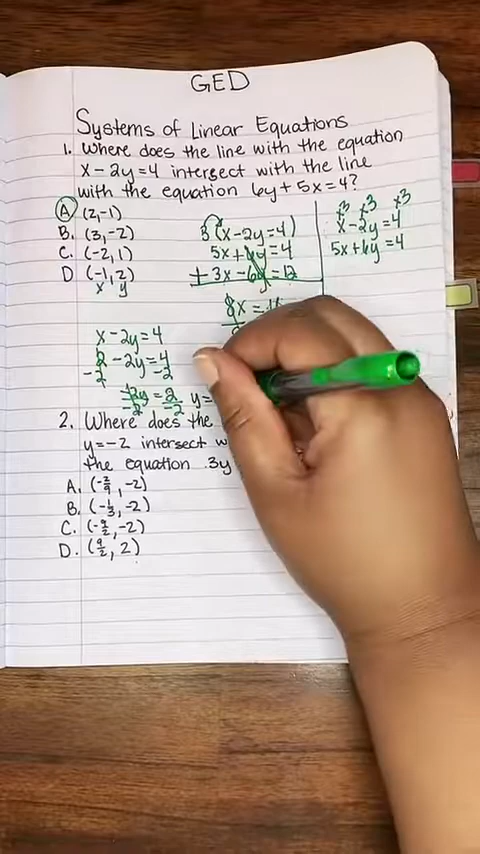 GED
Systems of Linear Equations
1. Where does the line with the equation
x - 2y = 4 intersect with the line
with the equation 6y + 5x = 4?
A (2, -1)
B. (3, -2)
C. (-2, 1)
D (-1, 2)
x y
3(x - 2y = 4)
5x + 6y = 4
+ 3x - 6y = 12
8x =
x3 x3 x3
x - 2y = 4
5x + 6y = 4
x - 2y = 4
2 - 2y = 4
-2 -2
-2y = 2
-2 -2
y =
2. Where does the
y = -2 intersect
the equation 3y
A. (-2/9, -2)
B. (-1/3, -2)
C. (-9/2, -2)
D. (9/2, 2)